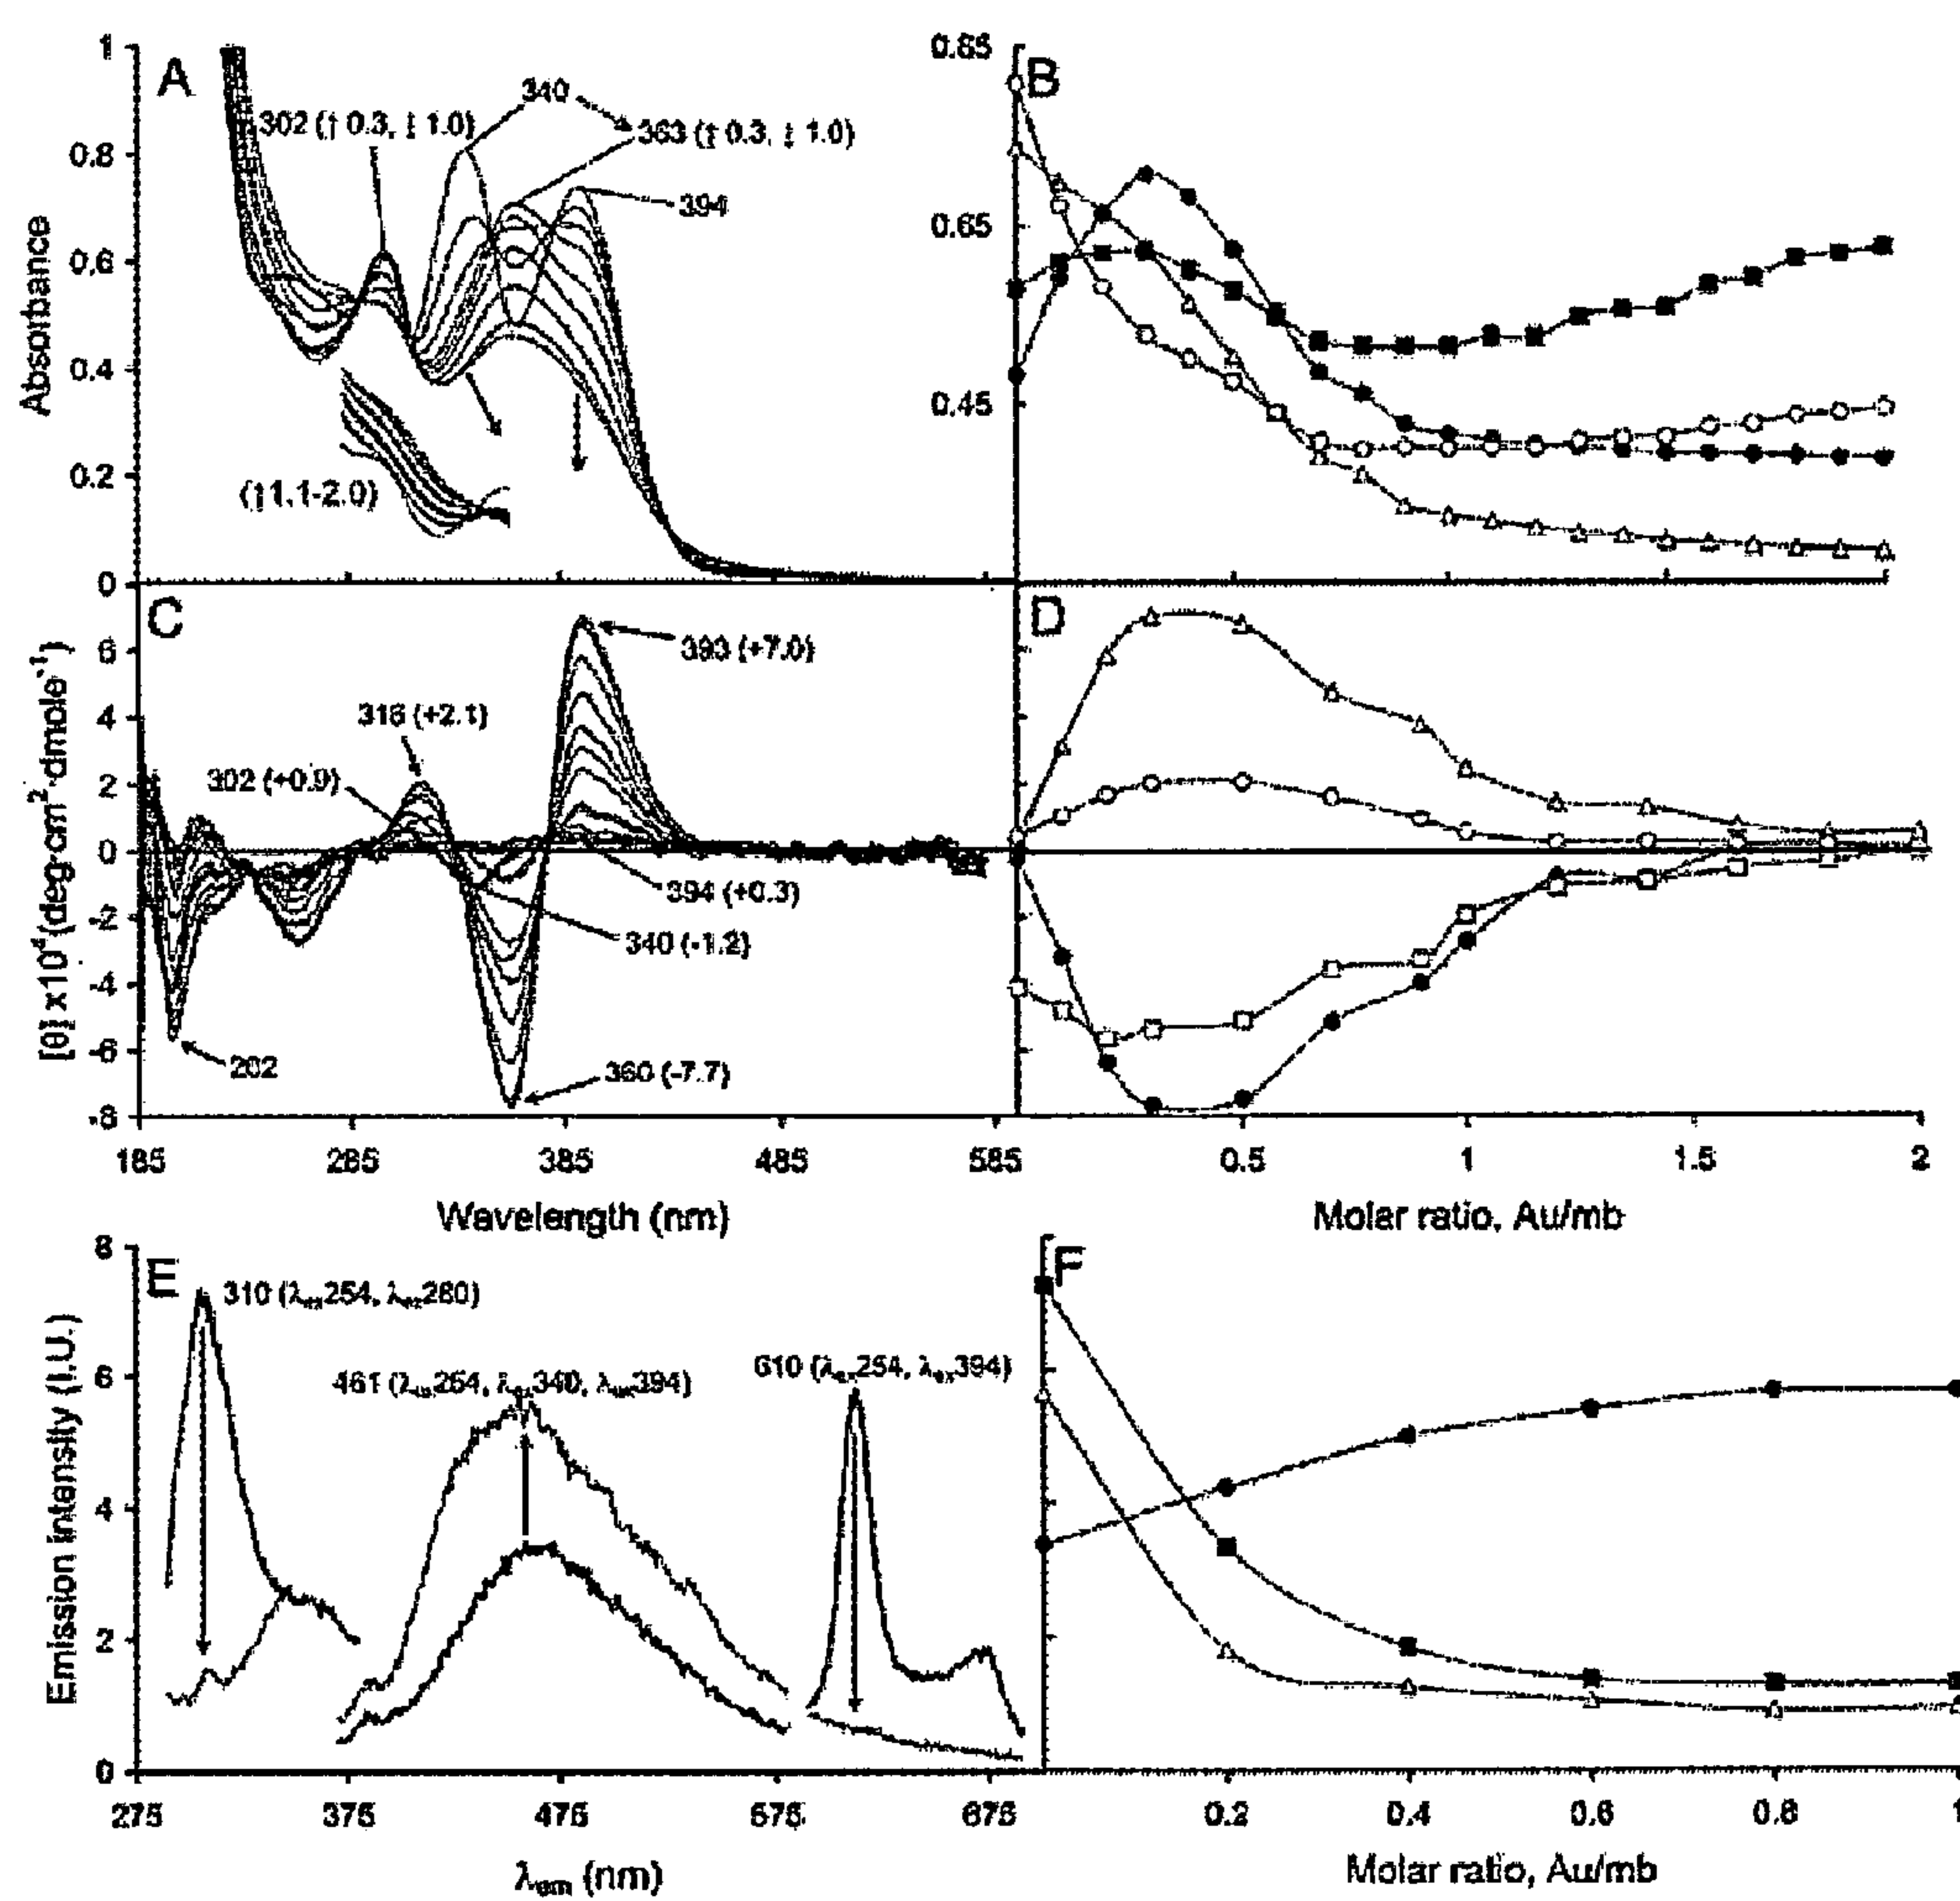 A
1
0.8
0.6
0.4
0.2
0
Absorbance
302 (↑ 0.3, ↓ 1.0)
340
363 (↑ 0.3, ↓ 1.0)
394
(↑1.1-2.0)
B
0.85
0.65
0.45
C
6
4
2
0
-2
-4
-6
-8
[θ] x10⁴(deg·cm²·dmole⁻¹)
393 (+7.0)
318 (+2.1)
302 (+0.9)
394 (+0.3)
340 (-1.2)
360 (-7.7)
202
185
285
385
485
585
Wavelength (nm)
D
0.5
1
1.5
2
Molar ratio, Au/mb
E
8
6
4
2
0
Emission Intensity (I.U.)
310 (λex254, λex280)
461 (λex254, λex340, λex394)
610 (λex254, λex394)
275
375
475
575
675
λem (nm)
F
0.2
0.4
0.6
0.8
1
Molar ratio, Au/mb